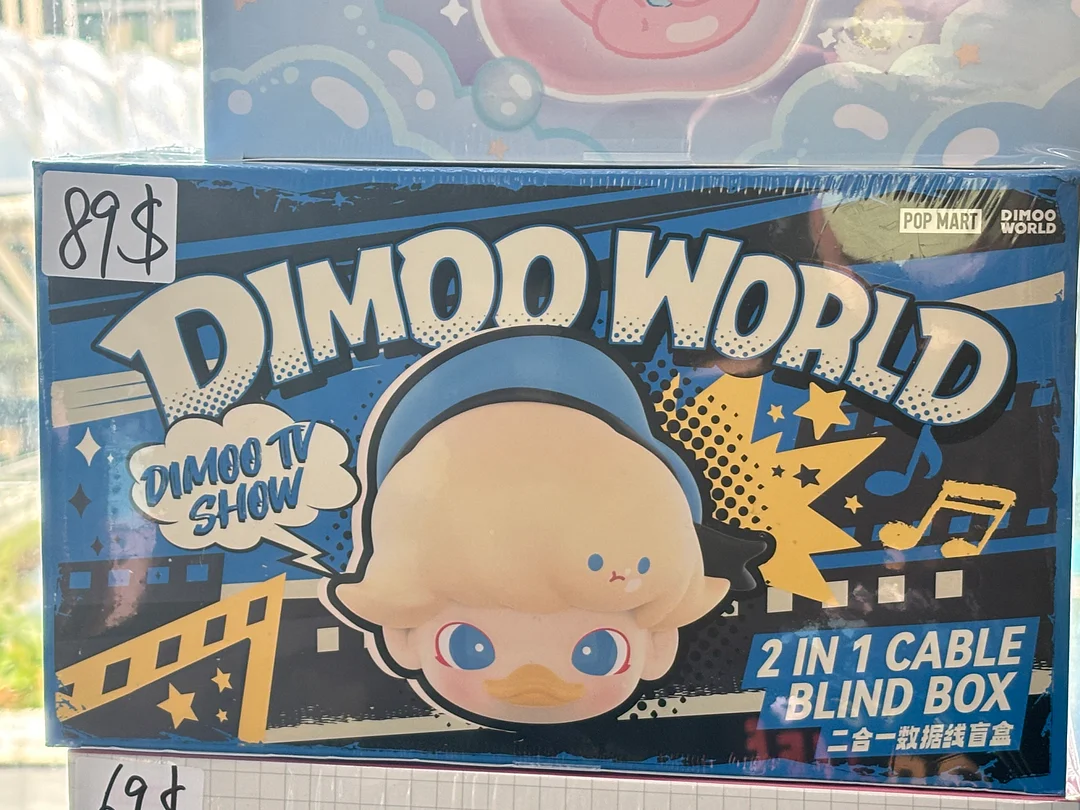 89$
POP MART
DIMOO WORLD
DIMOO WORLD
DIMOO TV
SHOW
2 IN 1 CABLE
BLIND BOX
二合一数据线盲盒
69$